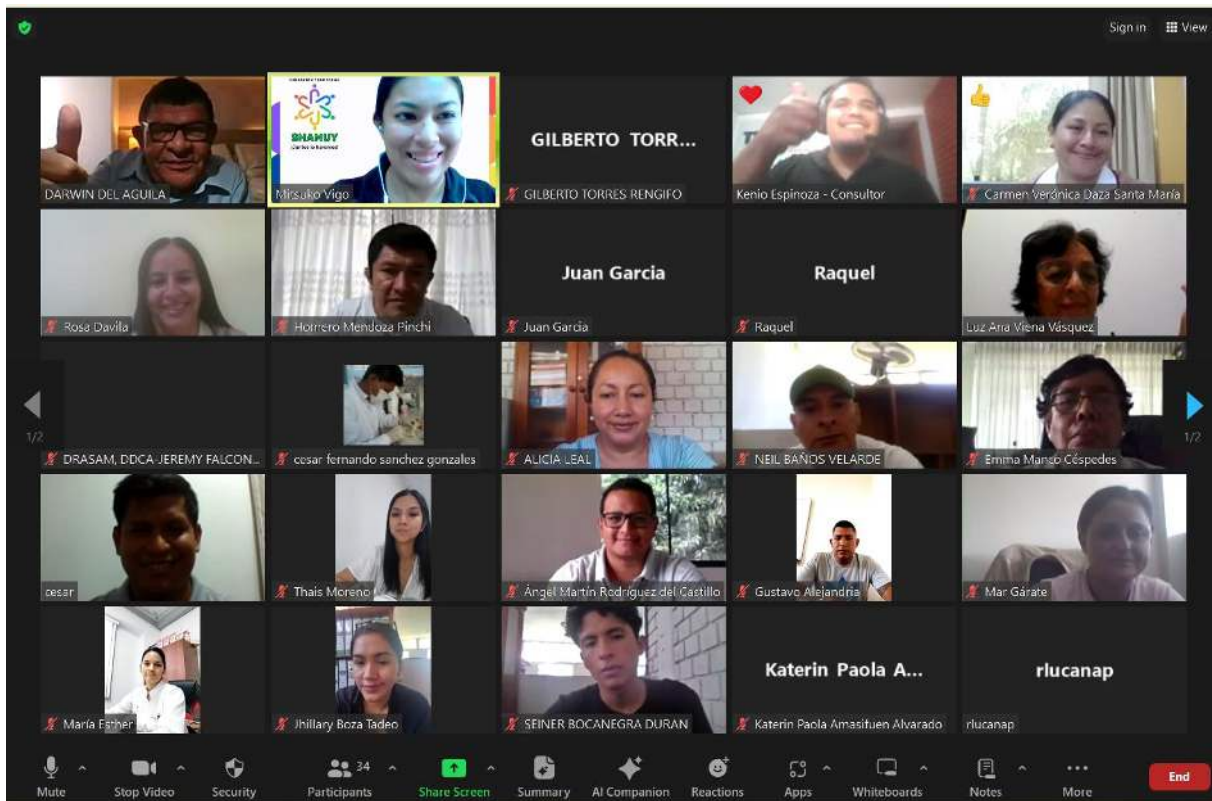 Sign in
View
DARWIN DEL AGUILA
SHAMUY
Mitsuko Vigo
GILBERTO TORR...
GILBERTO TORRES RENGIFO
Kenio Espinoza - Consultor
Carmen Verónica Daza Santa María
Rosa Davila
Homero Mendoza Pinchi
Juan Garcia
Juan Garcia
Raquel
Raquel
Luz Ana Viena Vásquez
1/2
DRASAM, DDCA-JEREMY FALCON...
cesar fernando sanchez gonzales
ALICIA LEAL
NEIL BAÑOS VELARDE
Emma Manco Céspedes
1/2
cesar
Thais Moreno
Ángel Martín Rodríguez del Castillo
Gustavo Alejandria
Mar Gárate
María Esther
Jhillary Boza Tadeo
SEINER BOCANEGRA DURAN
Katerin Paola A...
Katerin Paola Amasifuen Alvarado
rlucanap
rlucanap
Mute
Stop Video
Security
34
Participants
Share Screen
Summary
AI Companion
Reactions
Apps
Whiteboards
Notes
More
End